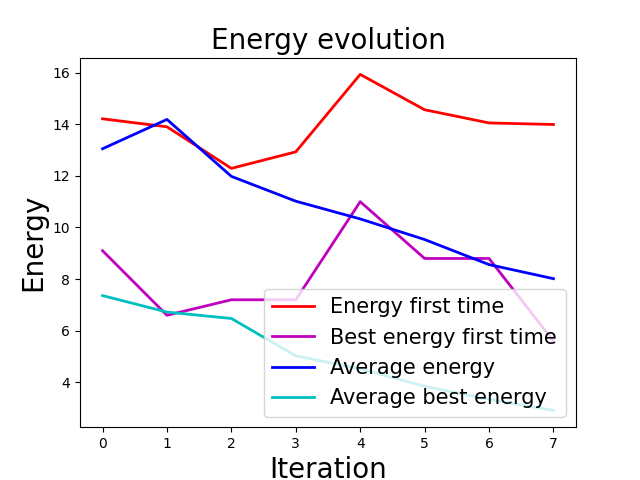 Energy evolution
16
14
12
10
8
6
4
Energy
Energy first time
Best energy first time
Average energy
Average best energy
0 1 2 3 4 5 6 7
Iteration